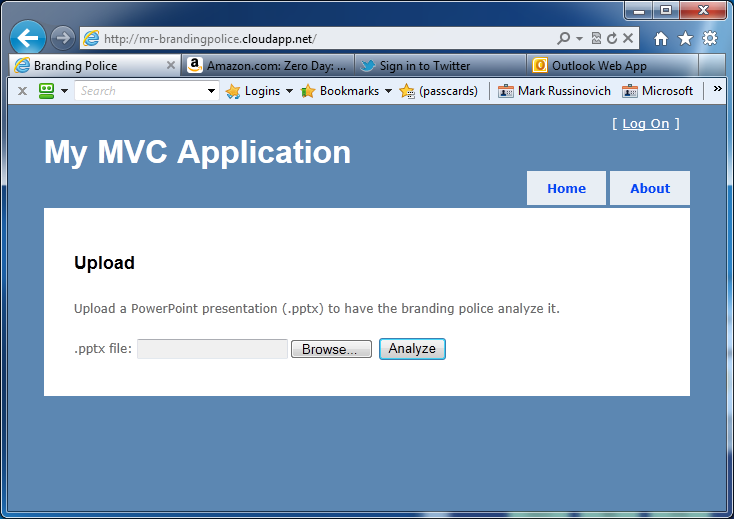 http://mr-brandingpolice.cloudapp.net/
Branding Police
Amazon.com: Zero Day: ...
Sign in to Twitter
Outlook Web App
x
Search
Logins
Bookmarks
(passcards)
Mark Russinovich
Microsoft
»
[ Log On ]
My MVC Application
Home
About
Upload
Upload a PowerPoint presentation (.pptx) to have the branding police analyze it.
.pptx file:
Browse...
Analyze